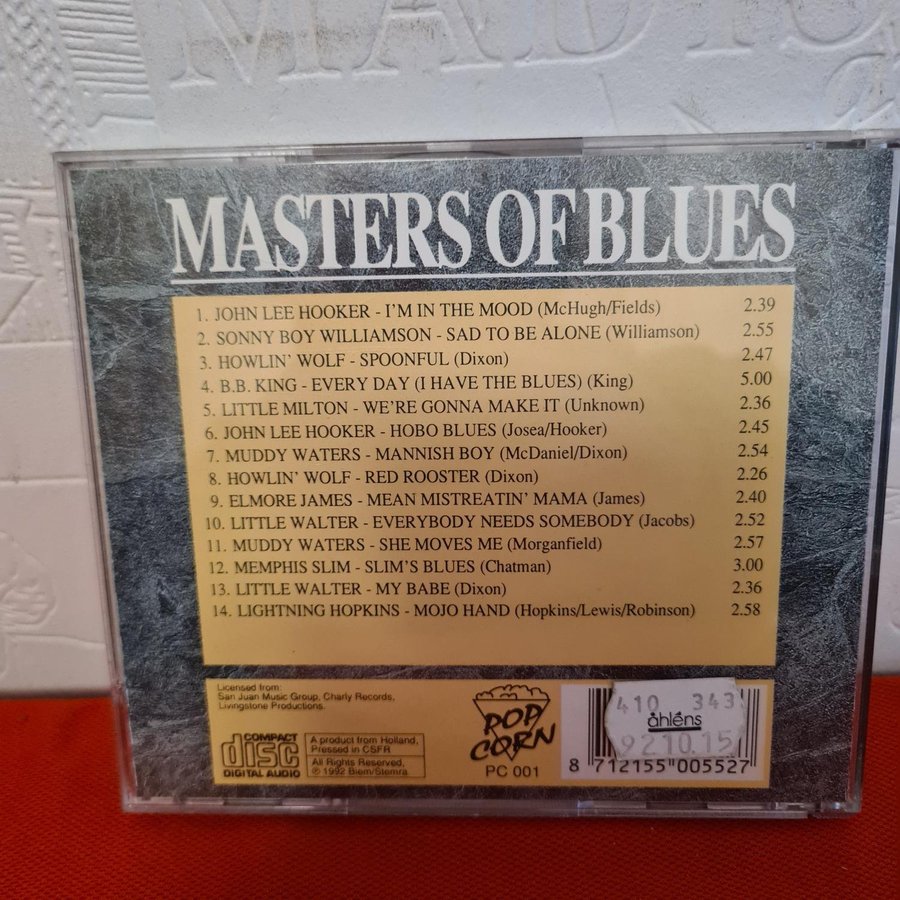 MASTERS OF BLUES
1. JOHN LEE HOOKER - I'M IN THE MOOD (McHugh/Fields) 2.39
2. SONNY BOY WILLIAMSON - SAD TO BE ALONE (Williamson) 2.55
3. HOWLIN' WOLF - SPOONFUL (Dixon) 2.47
4. B.B. KING - EVERY DAY (I HAVE THE BLUES) (King) 5.00
5. LITTLE MILTON - WE'RE GONNA MAKE IT (Unknown) 2.36
6. JOHN LEE HOOKER - HOBO BLUES (Josea/Hooker) 2.45
7. MUDDY WATERS - MANNISH BOY (McDaniel/Dixon) 2.54
8. HOWLIN' WOLF - RED ROOSTER (Dixon) 2.26
9. ELMORE JAMES - MEAN MISTREATIN' MAMA (James) 2.40
10. LITTLE WALTER - EVERYBODY NEEDS SOMEBODY (Jacobs) 2.52
11. MUDDY WATERS - SHE MOVES ME (Morganfield) 2.57
12. MEMPHIS SLIM - SLIM'S BLUES (Chatman) 3.00
13. LITTLE WALTER - MY BABE (Dixon) 2.36
14. LIGHTNING HOPKINS - MOJO HAND (Hopkins/Lewis/Robinson) 2.58
Licensed from:
San Juan Music Group, Charly Records,
Livingstone Productions.
COMPACT
disc
DIGITAL AUDIO
A product from Holland,
Pressed in CSFR
All Rights Reserved,
℗ 1992 Biem/Stemra
POP
CORN
PC 001
410 343
åhléns
921015
8 712155 005527